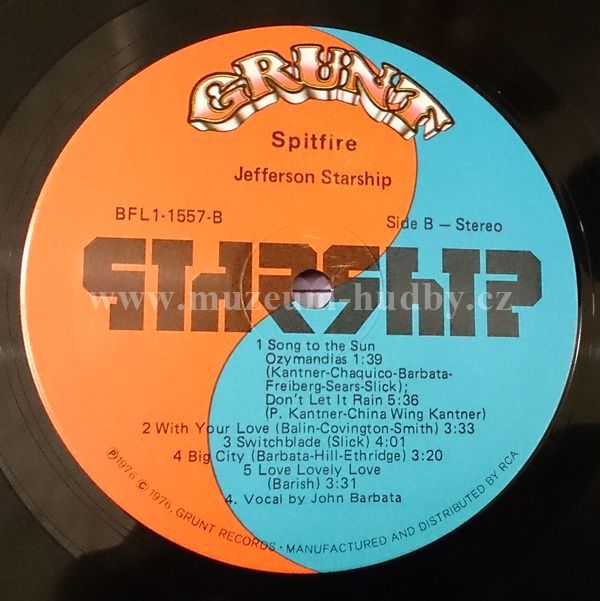 GRUNT
Spitfire
Jefferson Starship
BFL1-1557-B
Side B — Stereo
STARSHIP
www.muzeum-hudby.cz
1 Song to the Sun
Ozymandias 1:39
(Kantner-Chaquico-Barbata-
Freiberg-Sears-Slick);
Don't Let It Rain 5:36
(P. Kantner-China Wing Kantner)
2 With Your Love (Balin-Covington-Smith) 3:33
3 Switchblade (Slick) 4:01
4 Big City (Barbata-Hill-Ethridge) 3:20
5 Love Lovely Love
(Barish) 3:31
4. Vocal by John Barbata
Ⓟ1976 © 1976, GRUNT RECORDS · MANUFACTURED AND DISTRIBUTED BY RCA